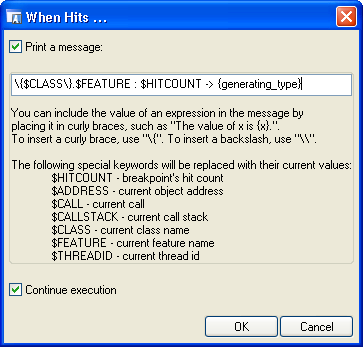 When Hits ...
Print a message:
\{$CLASS\}.$FEATURE : $HITCOUNT -> {generating_type}
You can include the value of an expression in the message by
placing it in curly braces, such as "The value of x is {x}.".
To insert a curly brace, use "\{". To insert a backslash, use "\\".
The following special keywords will be replaced with their current values:
$HITCOUNT - breakpoint's hit count
$ADDRESS - current object address
$CALL - current call
$CALLSTACK - current call stack
$CLASS - current class name
$FEATURE - current feature name
$THREADID - current thread id
Continue execution
OK Cancel